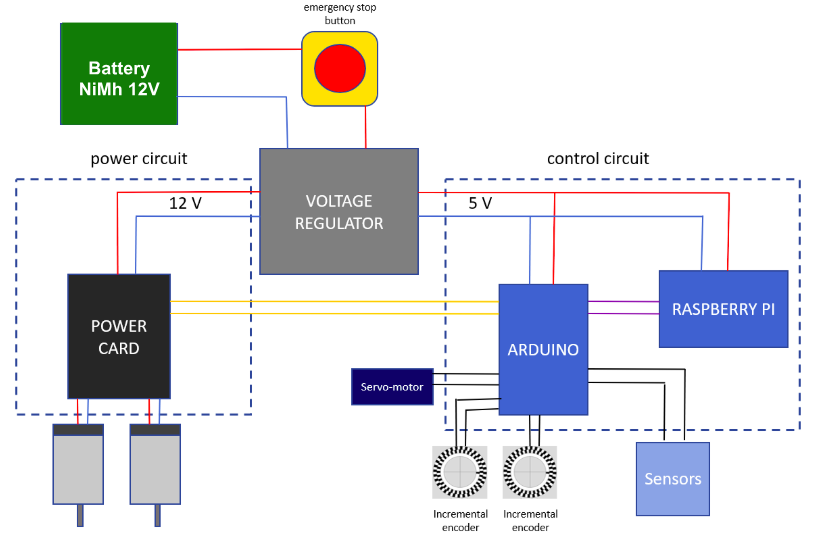 emergency stop
button
Battery
NiMh 12V
power circuit
control circuit
VOLTAGE
REGULATOR
12 V
5 V
POWER
CARD
ARDUINO
RASPBERRY PI
Servo-motor
Sensors
Incremental
encoder
Incremental
encoder